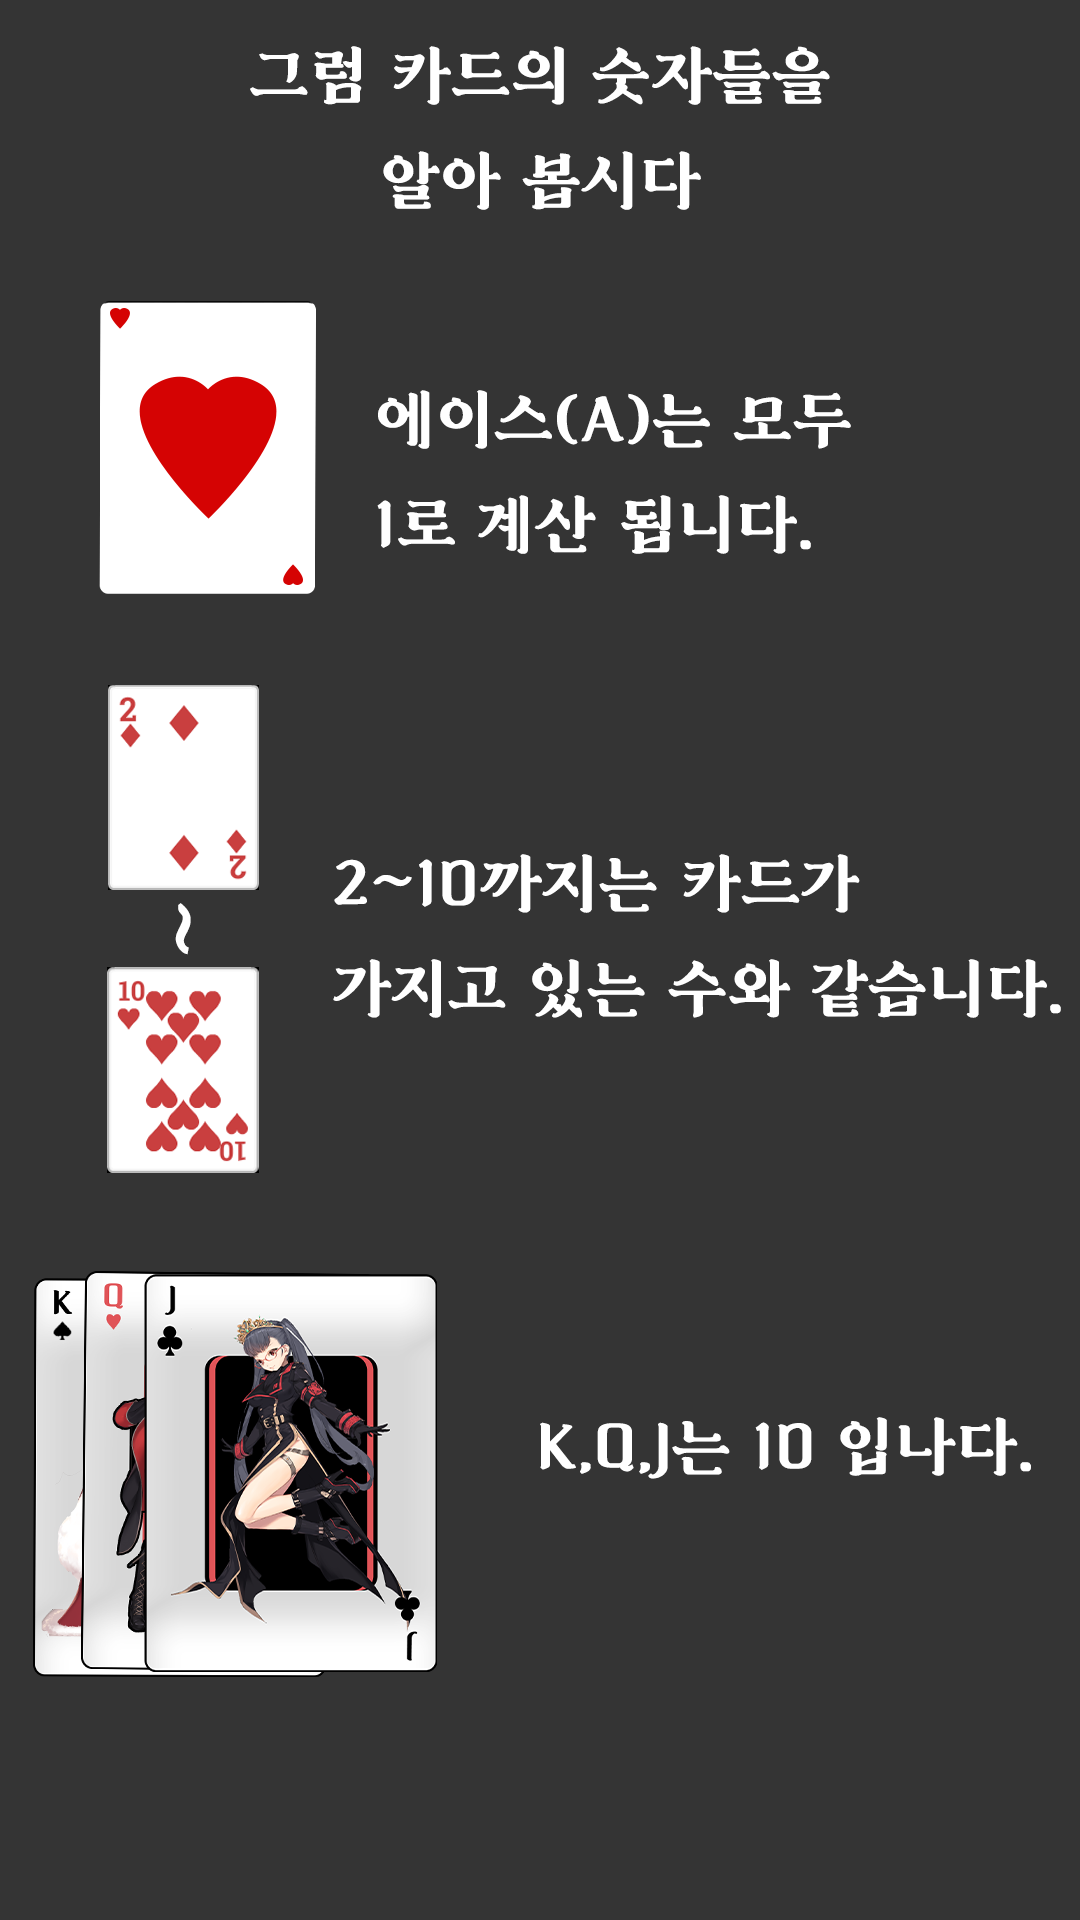 그럼 카드의 숫자들을
알아 봅시다
에이스(A)는 모두
1로 계산 됩니다.
2
2
2~10까지는 카드가
~
가지고 있는 수와 같습니다.
10
10
K
Q
J
K,Q,J는 10 입나다.
J